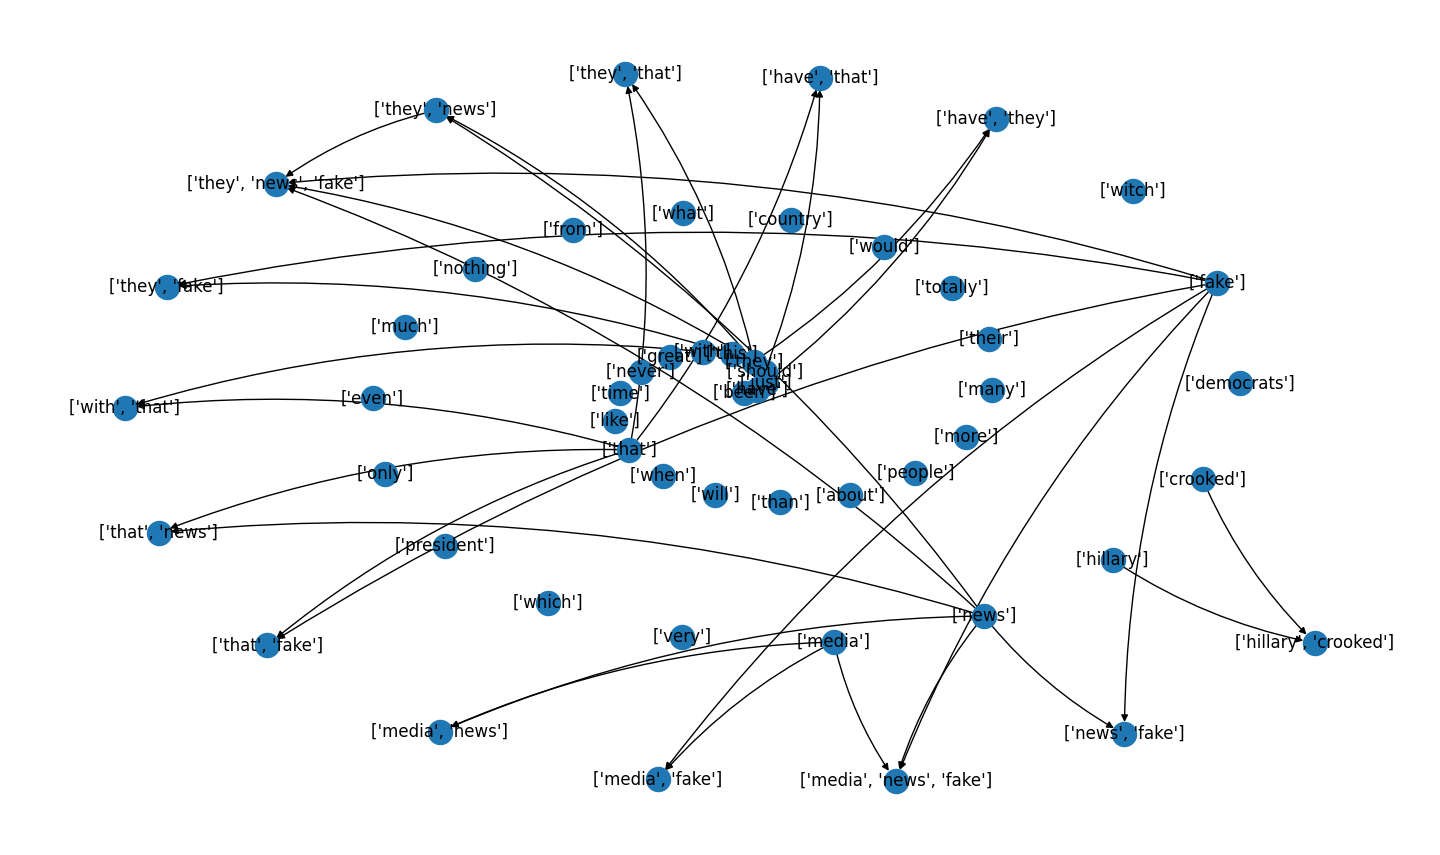 ['they', 'that']
['have', 'that']
['they', 'news']
['have', 'they']
['they', 'news', 'fake']
['witch']
['what']
['country']
['from']
['would']
['nothing']
['fake']
['they', 'fake']
['totally']
['much']
['their']
['great']
['with']
['this']
['they']
['never']
['should']
['just']
['have']
['been']
['time']
['many']
['democrats']
['even']
['with', 'that']
['like']
['more']
['that']
['only']
['when']
['people']
['crooked']
['will']
['than']
['about']
['that', 'news']
['president']
['hillary']
['which']
['news']
['very']
['media']
['that', 'fake']
['hillary', 'crooked']
['media', 'news']
['news', 'fake']
['media', 'fake']
['media', 'news', 'fake']